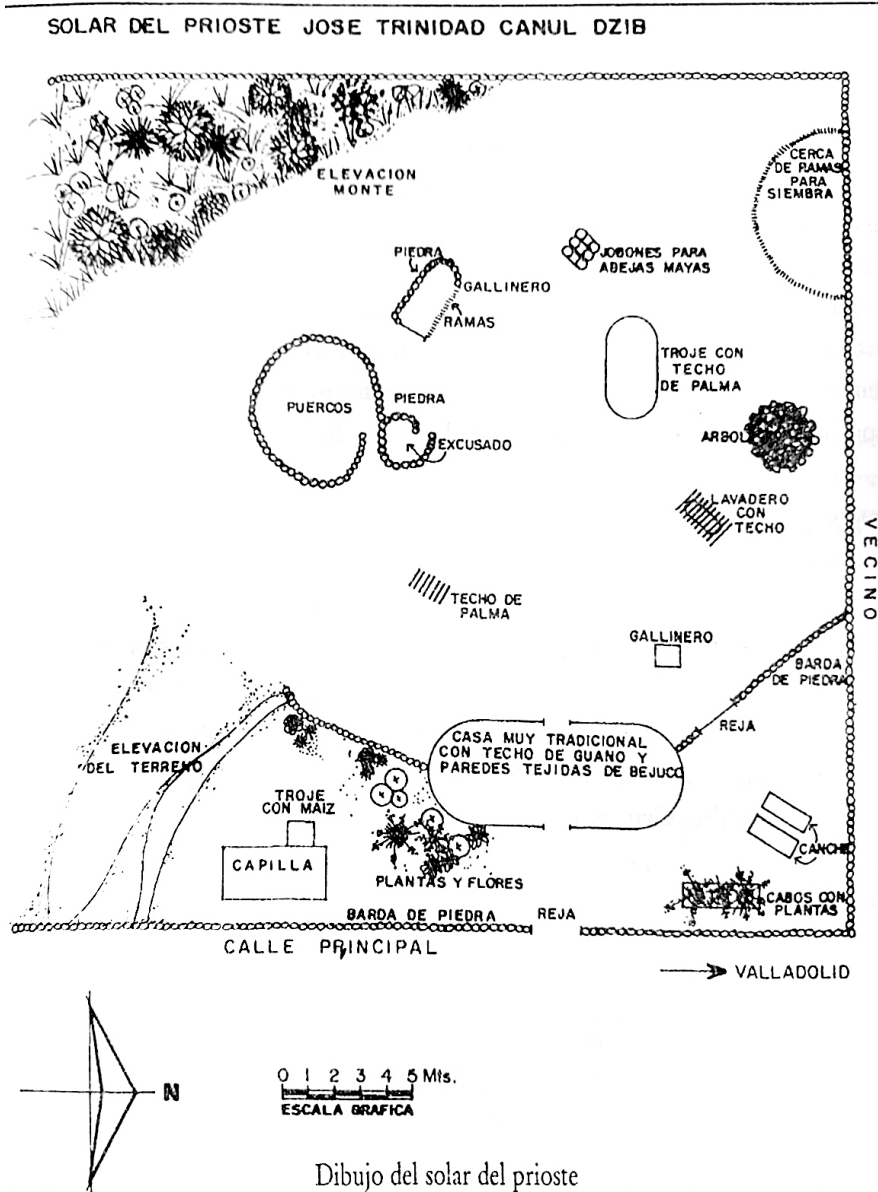 SOLAR DEL PRIOSTE JOSE TRINIDAD CANUL DZIB
ELEVACION
MONTE
CERCA
DE RAMAS
PARA
SIEMBRA
PIEDRA
GALLINERO
RAMAS
JOBONES PARA
ABEJAS MAYAS
TROJE CON
TECHO
DE PALMA
PUERCOS
PIEDRA
EXCUSADO
ARBOL
LAVADERO
CON
TECHO
VECINO
TECHO DE
PALMA
GALLINERO
BARDA
DE PIEDRA
REJA
CASA MUY TRADICIONAL
CON TECHO DE GUANO Y
PAREDES TEJIDAS DE BEJUCO
ELEVACION
DEL TERRENO
TROJE
CON MAIZ
CAPILLA
PLANTAS Y FLORES
CANCHE
CABOS CON
PLANTAS
BARDA DE PIEDRA
REJA
CALLE PRINCIPAL
VALLADOLID
N
0 1 2 3 4 5 Mts.
ESCALA GRAFICA
Dibujo del solar del prioste